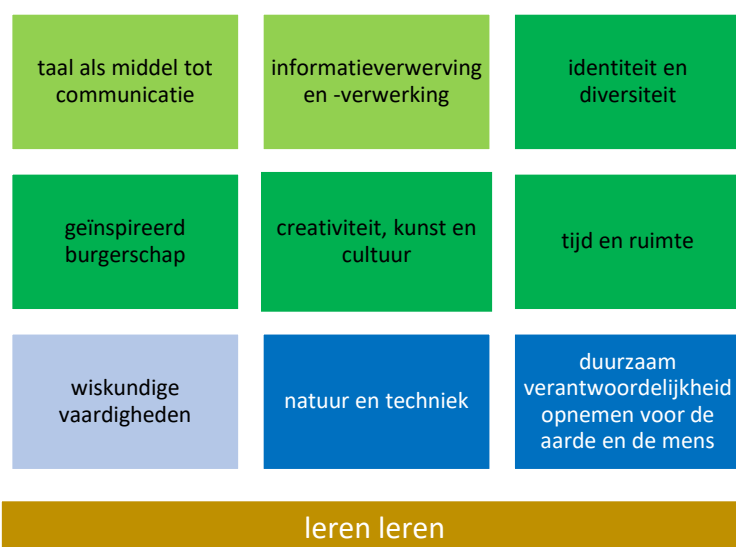 taal als middel tot
communicatie
informatieverwerving
en -verwerking
identiteit en
diversiteit
geïnspireerd
burgerschap
creativiteit, kunst en
cultuur
tijd en ruimte
wiskundige
vaardigheden
natuur en techniek
duurzaam
verantwoordelijkheid
opnemen voor de
aarde en de mens
leren leren